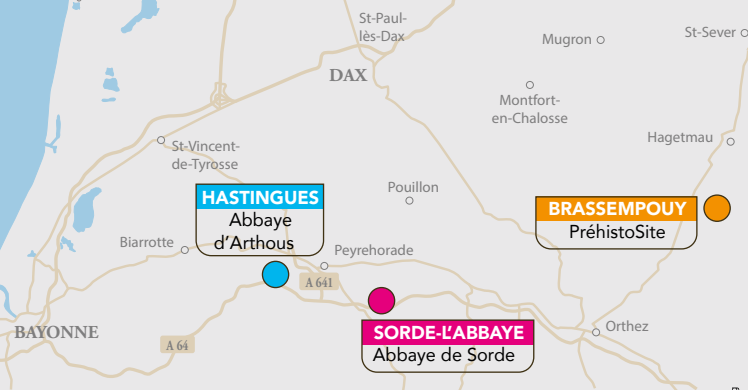 St-Paul-
lès-Dax
Mugron
St-Sever
DAX
Montfort-
en-Chalosse
Hagetmau
St-Vincent-
de-Tyrosse
HASTINGUES
Abbaye
d'Arthous
Pouillon
BRASSEMPOUY
PréhistoSite
Biarrotte
Peyrehorade
A 641
BAYONNE
A 64
SORDE-L'ABBAYE
Abbaye de Sorde
Orthez